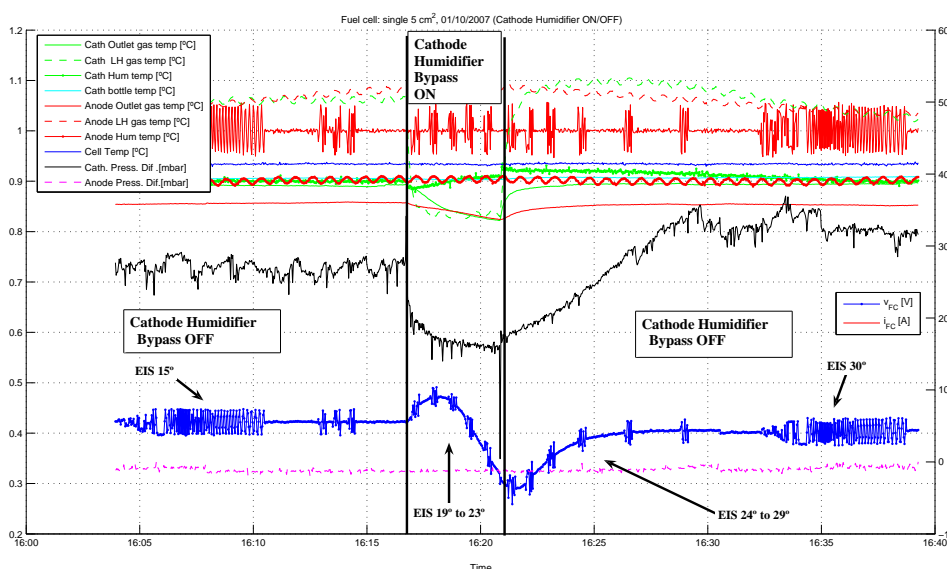 Fuel cell: single 5 cm², 01/10/2007 (Cathode Humidifier ON/OFF)
Cath Outlet gas temp [ºC]
Cath LH gas temp [ºC]
Cath Hum temp [ºC]
Cath bottle temp [ºC]
Anode Outlet gas temp [ºC]
Anode LH gas temp [ºC]
Anode Hum temp [ºC]
Cell Temp [ºC]
Cath. Press. Dif .[mbar]
Anode Press. Dif.[mbar]
Cathode
Humidifier
Bypass
ON
v_FC [V]
i_FC [A]
Cathode Humidifier
Bypass OFF
Cathode Humidifier
Bypass OFF
EIS 15º
EIS 30º
EIS 19º to 23º
EIS 24º to 29º
1.2
1.1
1
0.9
0.8
0.7
0.6
0.5
0.4
0.3
0.2
60
50
40
30
20
10
0
16:00
16:05
16:10
16:15
16:20
16:25
16:30
16:35
16:40
Time